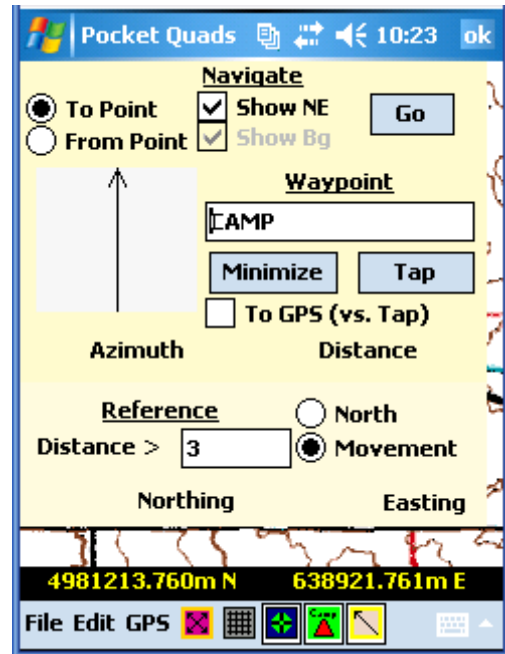 Pocket Quads 10:23 ok
Navigate
To Point Show NE Go
From Point Show Bg
Waypoint
CAMP
Minimize Tap
To GPS (vs. Tap)
Azimuth Distance
Reference North
Distance > 3 Movement
Northing Easting
4981213.760m N 638921.761m E
File Edit GPS Camp